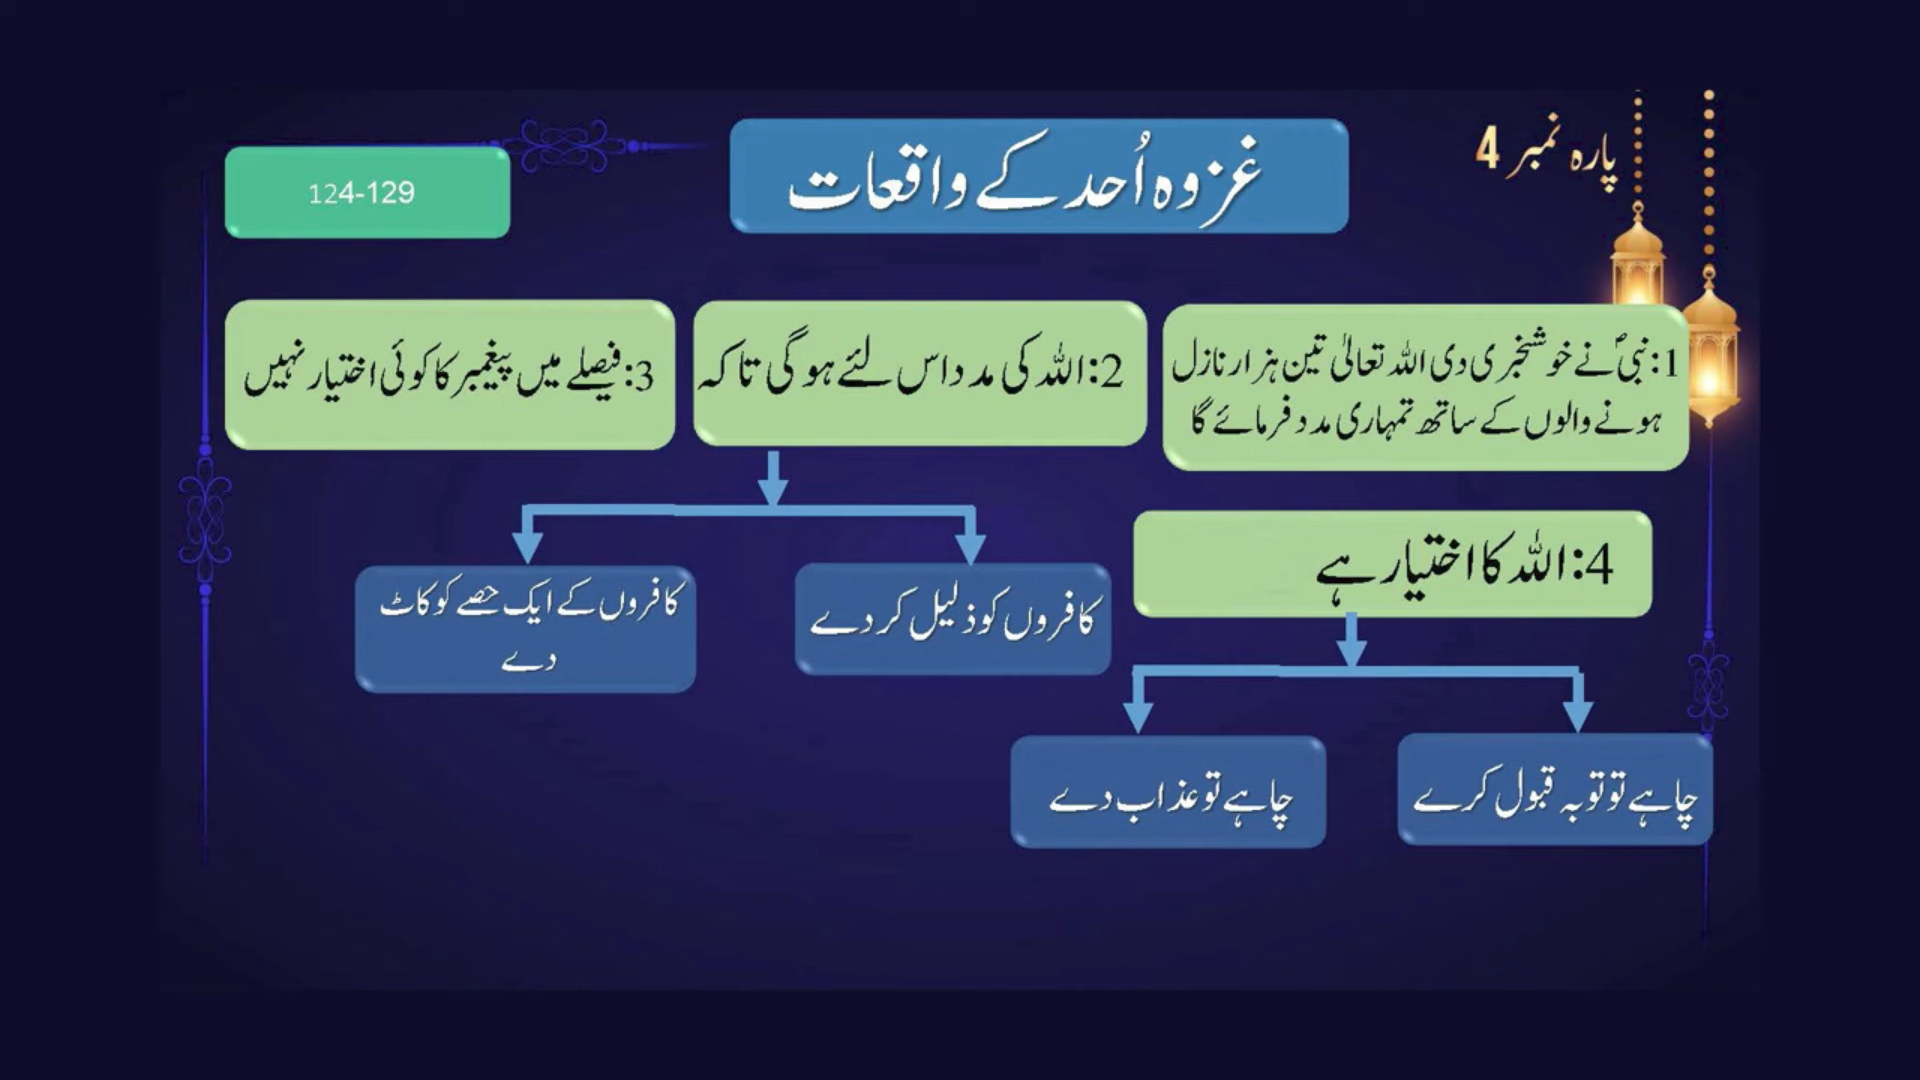 پارہ نمبر 4
غزوہ اُحد کے واقعات
124-129
1:نبیؐ نے خوشخبری دی اللہ تعالیٰ تین ہزار نازل
ہونے والوں کے ساتھ تمہاری مدد فرمائے گا
2:اللہ کی مدد اس لئے ہوگی تاکہ
3:فیصلے میں پیغمبر کا کوئی اختیار نہیں
کافروں کو ذلیل کر دے
کافروں کے ایک حصے کو کاٹ
دے
4:اللہ کا اختیار ہے
چاہے تو توبہ قبول کرے
چاہے تو عذاب دے